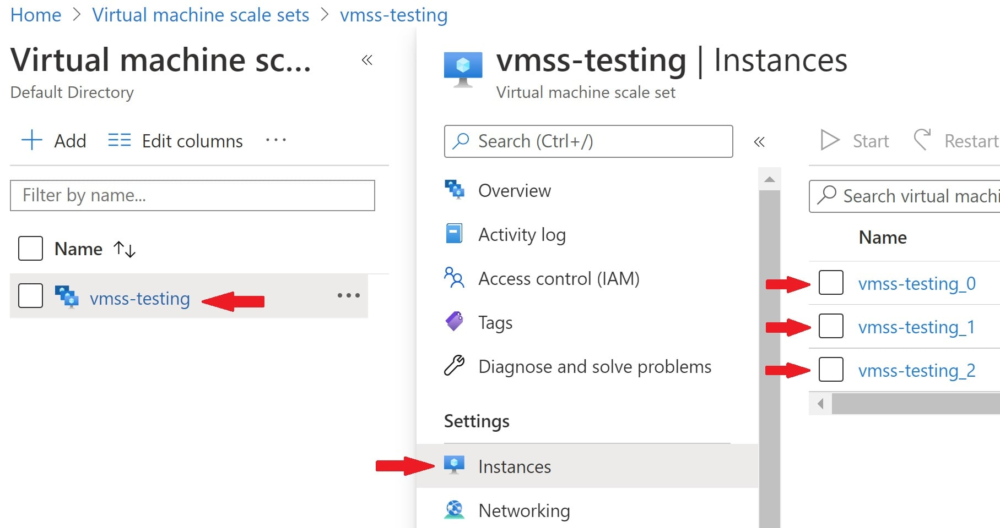 Home > Virtual machine scale sets > vmss-testing
Virtual machine sc...
Default Directory
Add
Edit columns
Filter by name...
Name
vmss-testing
vmss-testing | Instances
Virtual machine scale set
Search (Ctrl+/)
Overview
Activity log
Access control (IAM)
Tags
Diagnose and solve problems
Settings
Instances
Networking
Start
Restart
Search virtual machi
Name
vmss-testing_0
vmss-testing_1
vmss-testing_2